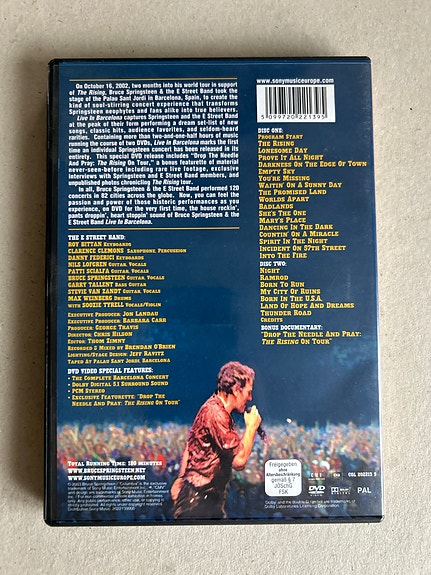 On October 16, 2002, two months into his world tour in support
of The Rising, Bruce Springsteen & the E Street Band took the
stage of the Palau Sant Jordi in Barcelona, Spain, to create the
kind of soul-stirring concert experience that transforms
Springsteen neophytes and fans alike into true believers.
Live In Barcelona captures Springsteen and the E Street Band
at the peak of their form performing a dream set-list of new
songs, classic hits, audience favorites, and seldom-heard
rarities. Containing more than two-and-one-half hours of music
running the course of two DVDs, Live In Barcelona marks the first
time an individual Springsteen concert has been released in its
entirety. This special DVD release includes "Drop The Needle
And Pray: The Rising On Tour," a bonus featurette of material
never-seen-before including rare live footage, exclusive
interviews with Springsteen and E Street Band members, and
unpublished photos chronicling The Rising tour.
In all, Bruce Springsteen & the E Street Band performed 120
concerts in 82 cities across the globe. Now, you can feel the
passion and power of those historic performances as you
experience, on DVD for the very first time, the house rockin',
pants droppin', heart stoppin' sound of Bruce Springsteen & the
E Street Band Live In Barcelona.
THE E STREET BAND:
ROY BITTAN KEYBOARDS
CLARENCE CLEMONS SAXOPHONE, PERCUSSION
DANNY FEDERICI KEYBOARDS
NILS LOFGREN GUITAR, VOCALS
PATTI SCIALFA GUITAR, VOCALS
BRUCE SPRINGSTEEN GUITAR, VOCALS
GARRY TALLENT BASS GUITAR
STEVIE VAN ZANDT GUITAR, VOCALS
MAX WEINBERG DRUMS
WITH SOOZIE TYRELL VOCALS/VIOLIN
EXECUTIVE PRODUCER: JON LANDAU
EXECUTIVE PRODUCER: BARBARA CARR
PRODUCER: GEORGE TRAVIS
DIRECTOR: CHRIS HILSON
EDITOR: THOM ZIMNY
RECORDED & MIXED BY BRENDAN O'BRIEN
LIGHTING/STAGE DESIGN: JEFF RAVITZ
TAPED AT PALAU SANT JORDI BARCELONA
DVD VIDEO SPECIAL FEATURES:
• THE COMPLETE BARCELONA CONCERT
• DOLBY DIGITAL 5.1 SURROUND SOUND
• PCM STEREO
• EXCLUSIVE FEATURETTE: "DROP THE
NEEDLE AND PRAY: THE RISING ON TOUR"
TOTAL RUNNING TIME: 180 MINUTES
WWW.BRUCESPRINGSTEEN.NET
WWW.SONYMUSICEUROPE.COM
www.sonymusiceurope.com
5 099720 221395
DISC ONE:
PROGRAM START
THE RISING
LONESOME DAY
PROVE IT ALL NIGHT
DARKNESS ON THE EDGE OF TOWN
EMPTY SKY
YOU'RE MISSING
WAITIN' ON A SUNNY DAY
THE PROMISED LAND
WORLDS APART
BADLANDS
SHE'S THE ONE
MARY'S PLACE
DANCING IN THE DARK
COUNTIN' ON A MIRACLE
SPIRIT IN THE NIGHT
INCIDENT ON 57TH STREET
INTO THE FIRE
DISC TWO:
NIGHT
RAMROD
BORN TO RUN
MY CITY OF RUINS
BORN IN THE U.S.A.
LAND OF HOPE AND DREAMS
THUNDER ROAD
CREDITS
BONUS DOCUMENTARY:
"DROP THE NEEDLE AND PRAY:
THE RISING ON TOUR"
Freigegeben
ohne
Altersbeschränkung
gemäß § 7
JÖSchG
FSK
DVD
PAL